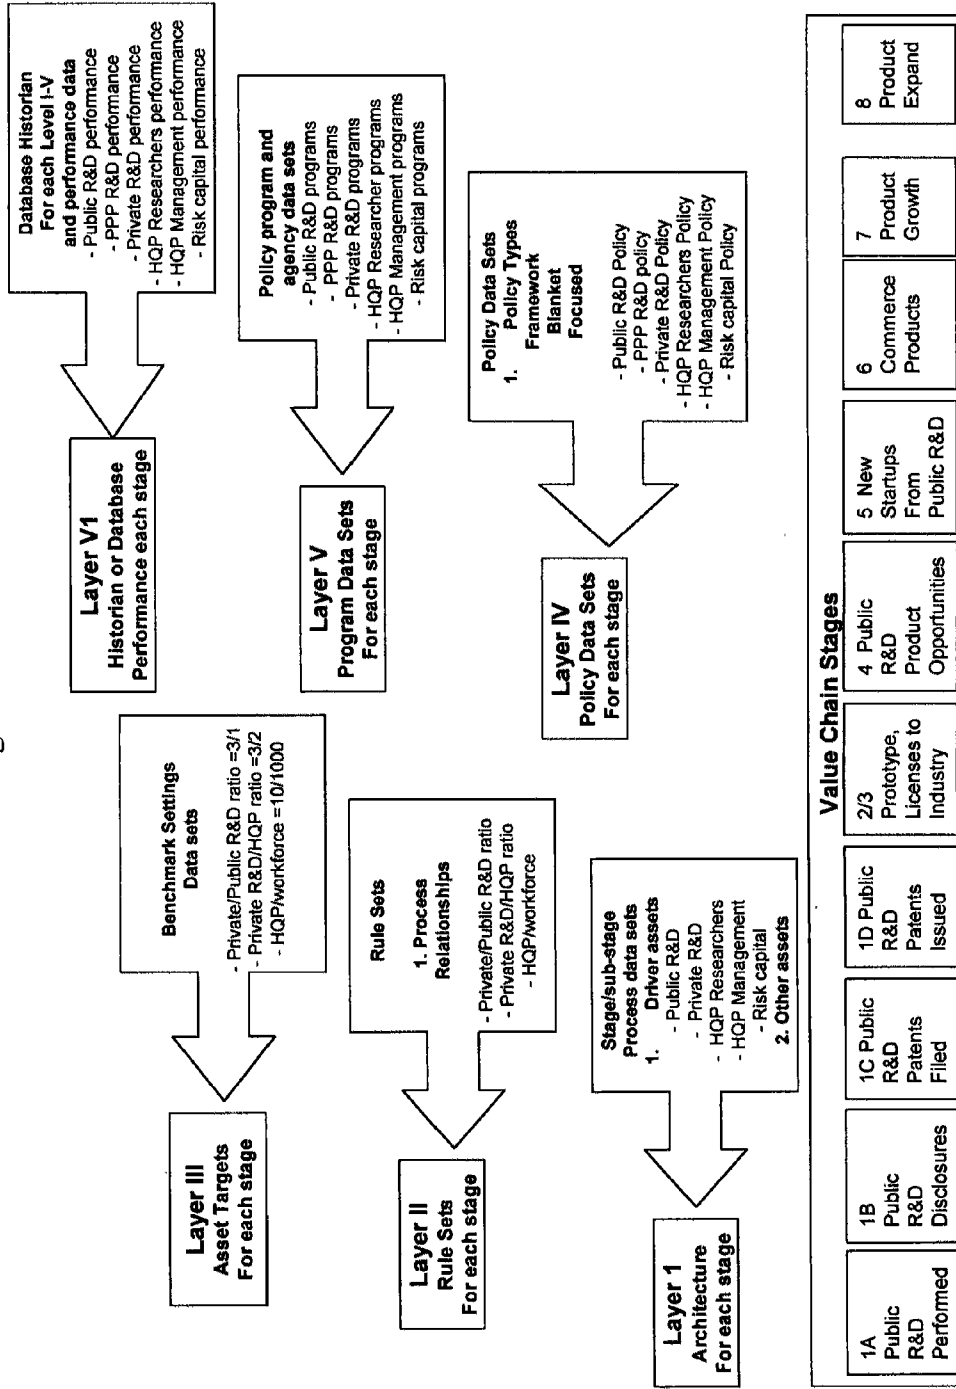 Layer III
Asset Targets
For each stage
Benchmark Settings
Data sets
- Private/Public R&D ratio =3/1
- Private R&D/HQP ratio =3/2
- HQP/workforce =10/1000
Layer V1
Historian or Database
Performance each stage
Database Historian
For each Level I-V
and performance data
- Public R&D performance
- PPP R&D performance
- Private R&D performance
- HQP Researchers performance
- HQP Management performance
- Risk capital performance
Layer II
Rule Sets
For each stage
Rule Sets
1. Process
Relationships
- Private/Public R&D ratio
- Private R&D/HQP ratio
- HQP/workforce
Layer V
Program Data Sets
For each stage
Policy program and
agency data sets
- Public R&D programs
- PPP R&D programs
- Private R&D programs
- HQP Researcher programs
- HQP Management programs
- Risk capital programs
Layer 1
Architecture
For each stage
Stage/sub-stage
Process data sets
1. Driver assets
- Public R&D
- Private R&D
- HQP Researchers
- HQP Management
- Risk capital
2. Other assets
Layer IV
Policy Data Sets
For each stage
Policy Data Sets
1. Policy Types
Framework
Blanket
Focused
- Public R&D Policy
- PPP R&D policy
- Private R&D Policy
- HQP Researchers Policy
- HQP Management Policy
- Risk capital Policy
Value Chain Stages
1A
Public
R&D
Performed
1B
Public
R&D
Disclosures
1C Public
R&D
Patents
Filed
1D Public
R&D
Patents
Issued
2/3
Prototype,
Licenses to
Industry
4 Public
R&D
Product
Opportunities
5 New
Startups
From
Public R&D
6
Commerce
Products
7
Product
Growth
8
Product
Expand